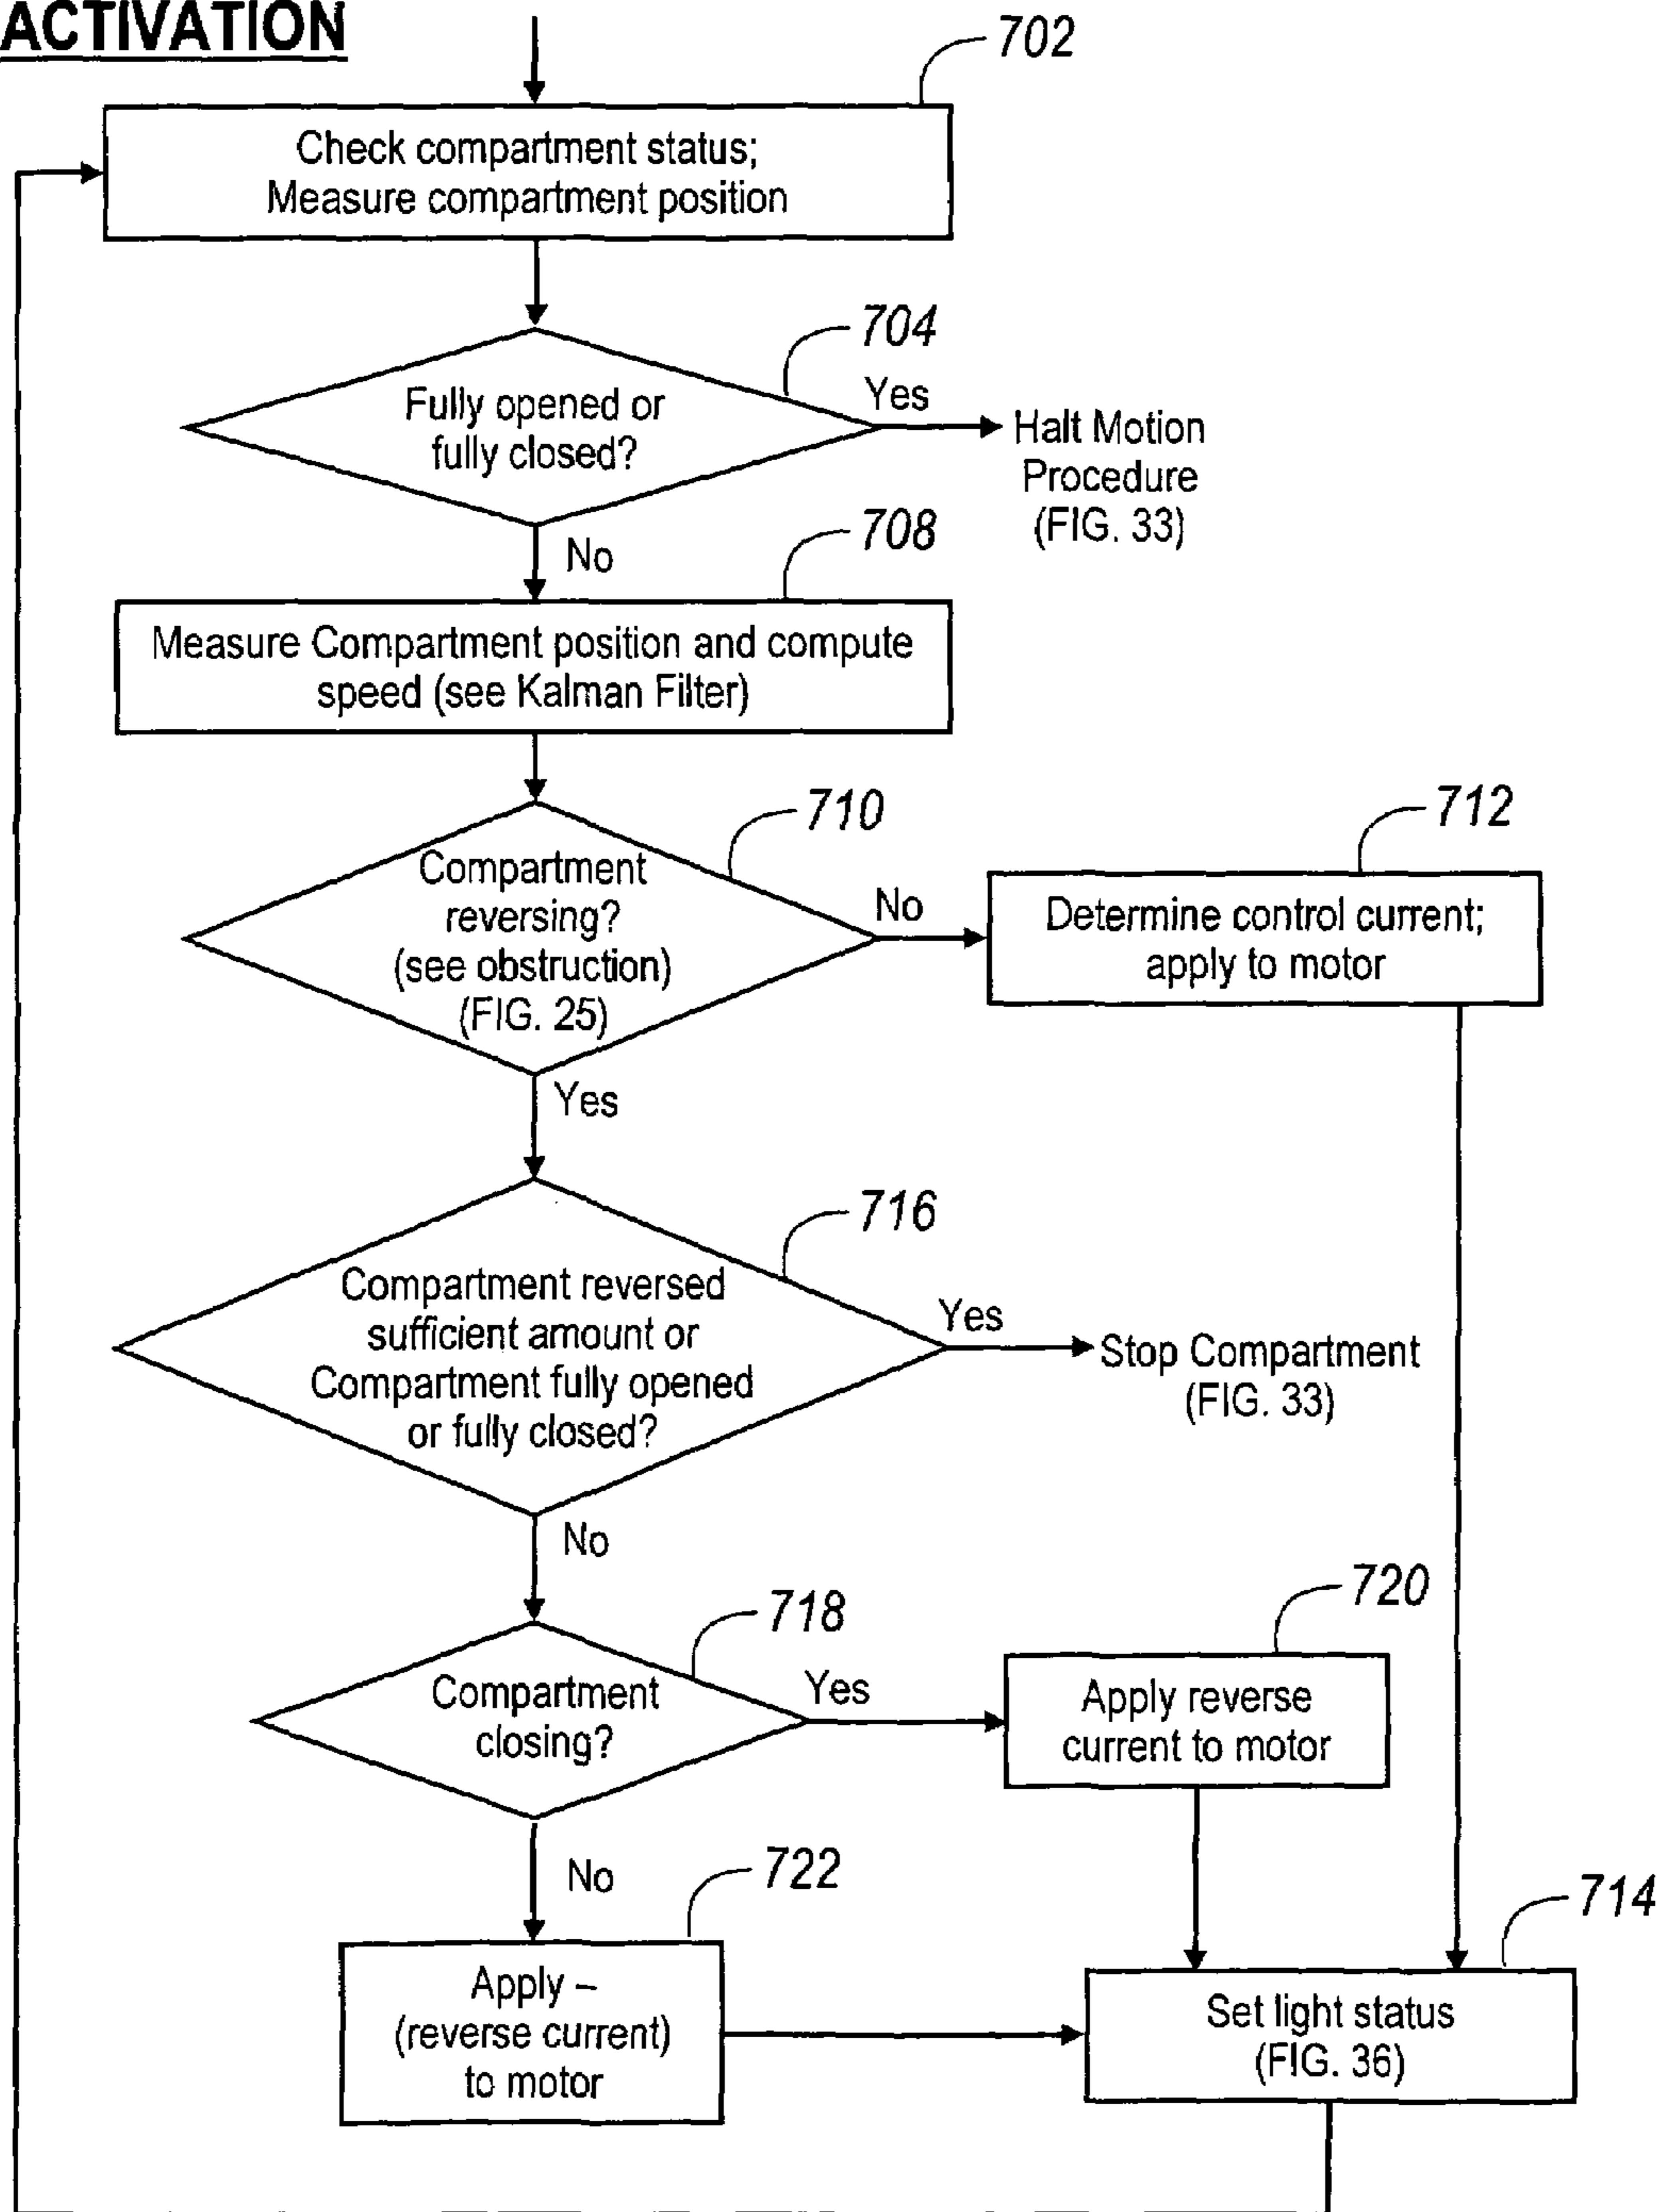 ACTIVATION
702
Check compartment status;
Measure compartment position
704
Fully opened or
fully closed?
Yes
Halt Motion
Procedure
(FIG. 33)
No
708
Measure Compartment position and compute
speed (see Kalman Filter)
710
Compartment
reversing?
(see obstruction)
(FIG. 25)
No
712
Determine control current;
apply to motor
Yes
716
Compartment reversed
sufficient amount or
Compartment fully opened
or fully closed?
Yes
Stop Compartment
(FIG. 33)
No
718
Compartment
closing?
Yes
720
Apply reverse
current to motor
No
722
Apply –
(reverse current)
to motor
714
Set light status
(FIG. 36)